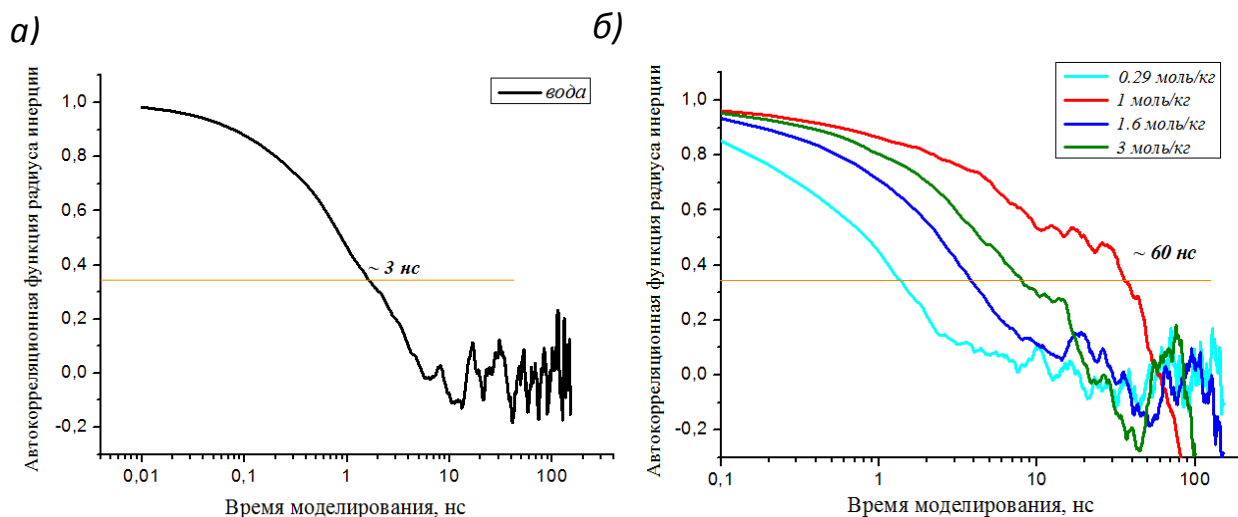 а)
Автокорреляционная функция радиуса инерции
1,0
0,8
0,6
0,4
0,2
0,0
-0,2
вода
~ 3 нс
0,01
0,1
1
10
100
Время моделирования, нс
б)
Автокорреляционная функция радиуса инерции
1,0
0,8
0,6
0,4
0,2
0,0
-0,2
0.29 моль/кг
1 моль/кг
1.6 моль/кг
3 моль/кг
~ 60 нс
0,1
1
10
100
Время моделирования, нс